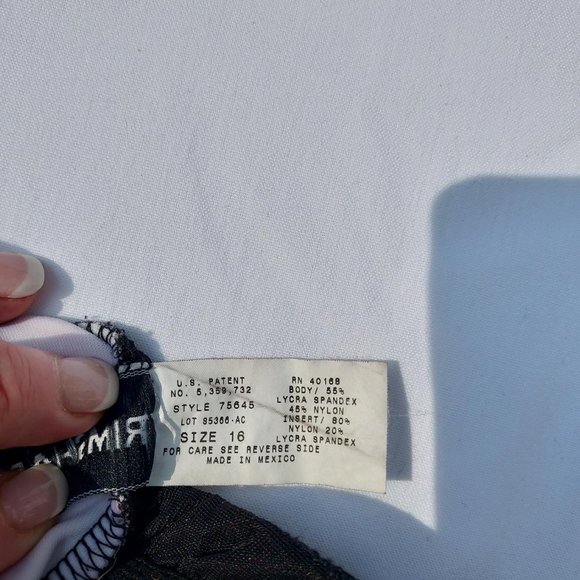 U.S. PATENT
NO. 5,359,732
STYLE 75645
LOT 95366-AC
SIZE 16
RN 40168
BODY/ 55%
LYCRA SPANDEX
45% NYLON
INSERT/ 80%
NYLON 20%
LYCRA SPANDEX
FOR CARE SEE REVERSE SIDE
MADE IN MEXICO